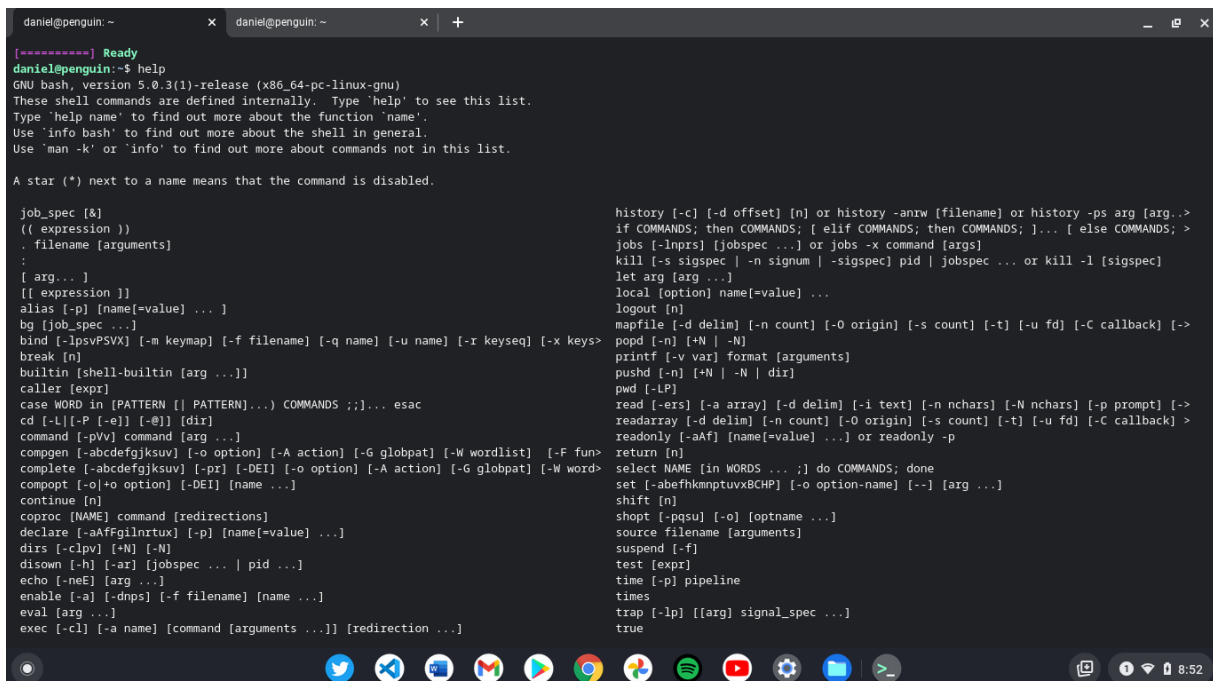 daniel@penguin: ~
daniel@penguin: ~
[==========] Ready
daniel@penguin:~$ help
GNU bash, version 5.0.3(1)-release (x86_64-pc-linux-gnu)
These shell commands are defined internally.  Type `help' to see this list.
Type `help name' to find out more about the function `name'.
Use `info bash' to find out more about the shell in general.
Use `man -k' or `info' to find out more about commands not in this list.
A star (*) next to a name means that the command is disabled.
job_spec [&]
(( expression ))
. filename [arguments]
:
[ arg... ]
[[ expression ]]
alias [-p] [name[=value] ... ]
bg [job_spec ...]
bind [-lpsvPSVX] [-m keymap] [-f filename] [-q name] [-u name] [-r keyseq] [-x keys>
break [n]
builtin [shell-builtin [arg ...]]
caller [expr]
case WORD in [PATTERN [| PATTERN]...) COMMANDS ;;]... esac
cd [-L|[-P [-e]] [-@]] [dir]
command [-pVv] command [arg ...]
compgen [-abcdefgjksuv] [-o option] [-A action] [-G globpat] [-W wordlist]  [-F fun>
complete [-abcdefgjksuv] [-pr] [-DEI] [-o option] [-A action] [-G globpat] [-W word>
compopt [-o|+o option] [-DEI] [name ...]
continue [n]
coproc [NAME] command [redirections]
declare [-aAfFgilnrtux] [-p] [name[=value] ...]
dirs [-clpv] [+N] [-N]
disown [-h] [-ar] [jobspec ... | pid ...]
echo [-neE] [arg ...]
enable [-a] [-dnps] [-f filename] [name ...]
eval [arg ...]
exec [-cl] [-a name] [command [arguments ...]] [redirection ...]
history [-c] [-d offset] [n] or history -anrw [filename] or history -ps arg [arg..>
if COMMANDS; then COMMANDS; [ elif COMMANDS; then COMMANDS; ]... [ else COMMANDS; >
jobs [-lnprs] [jobspec ...] or jobs -x command [args]
kill [-s sigspec | -n signum | -sigspec] pid | jobspec ... or kill -l [sigspec]
let arg [arg ...]
local [option] name[=value] ...
logout [n]
mapfile [-d delim] [-n count] [-O origin] [-s count] [-t] [-u fd] [-C callback] [->
popd [-n] [+N | -N]
printf [-v var] format [arguments]
pushd [-n] [+N | -N | dir]
pwd [-LP]
read [-ers] [-a array] [-d delim] [-i text] [-n nchars] [-N nchars] [-p prompt] [->
readarray [-d delim] [-n count] [-O origin] [-s count] [-t] [-u fd] [-C callback] >
readonly [-aAf] [name[=value] ...] or readonly -p
return [n]
select NAME [in WORDS ... ;] do COMMANDS; done
set [-abefhkmnptuvxBCHP] [-o option-name] [--] [arg ...]
shift [n]
shopt [-pqsu] [-o] [optname ...]
source filename [arguments]
suspend [-f]
test [expr]
time [-p] pipeline
times
trap [-lp] [[arg] signal_spec ...]
true
1 8:52